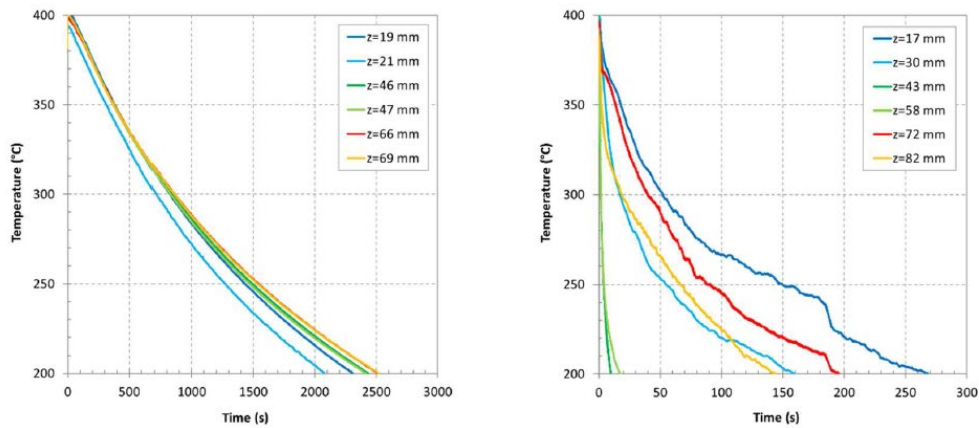 400
350
300
250
200
Temperature (°C)
z=19 mm
z=21 mm
z=46 mm
z=47 mm
z=66 mm
z=69 mm
0 500 1000 1500 2000 2500 3000
Time (s)
400
350
300
250
200
Temperature (°C)
z=17 mm
z=30 mm
z=43 mm
z=58 mm
z=72 mm
z=82 mm
0 50 100 150 200 250 300
Time (s)